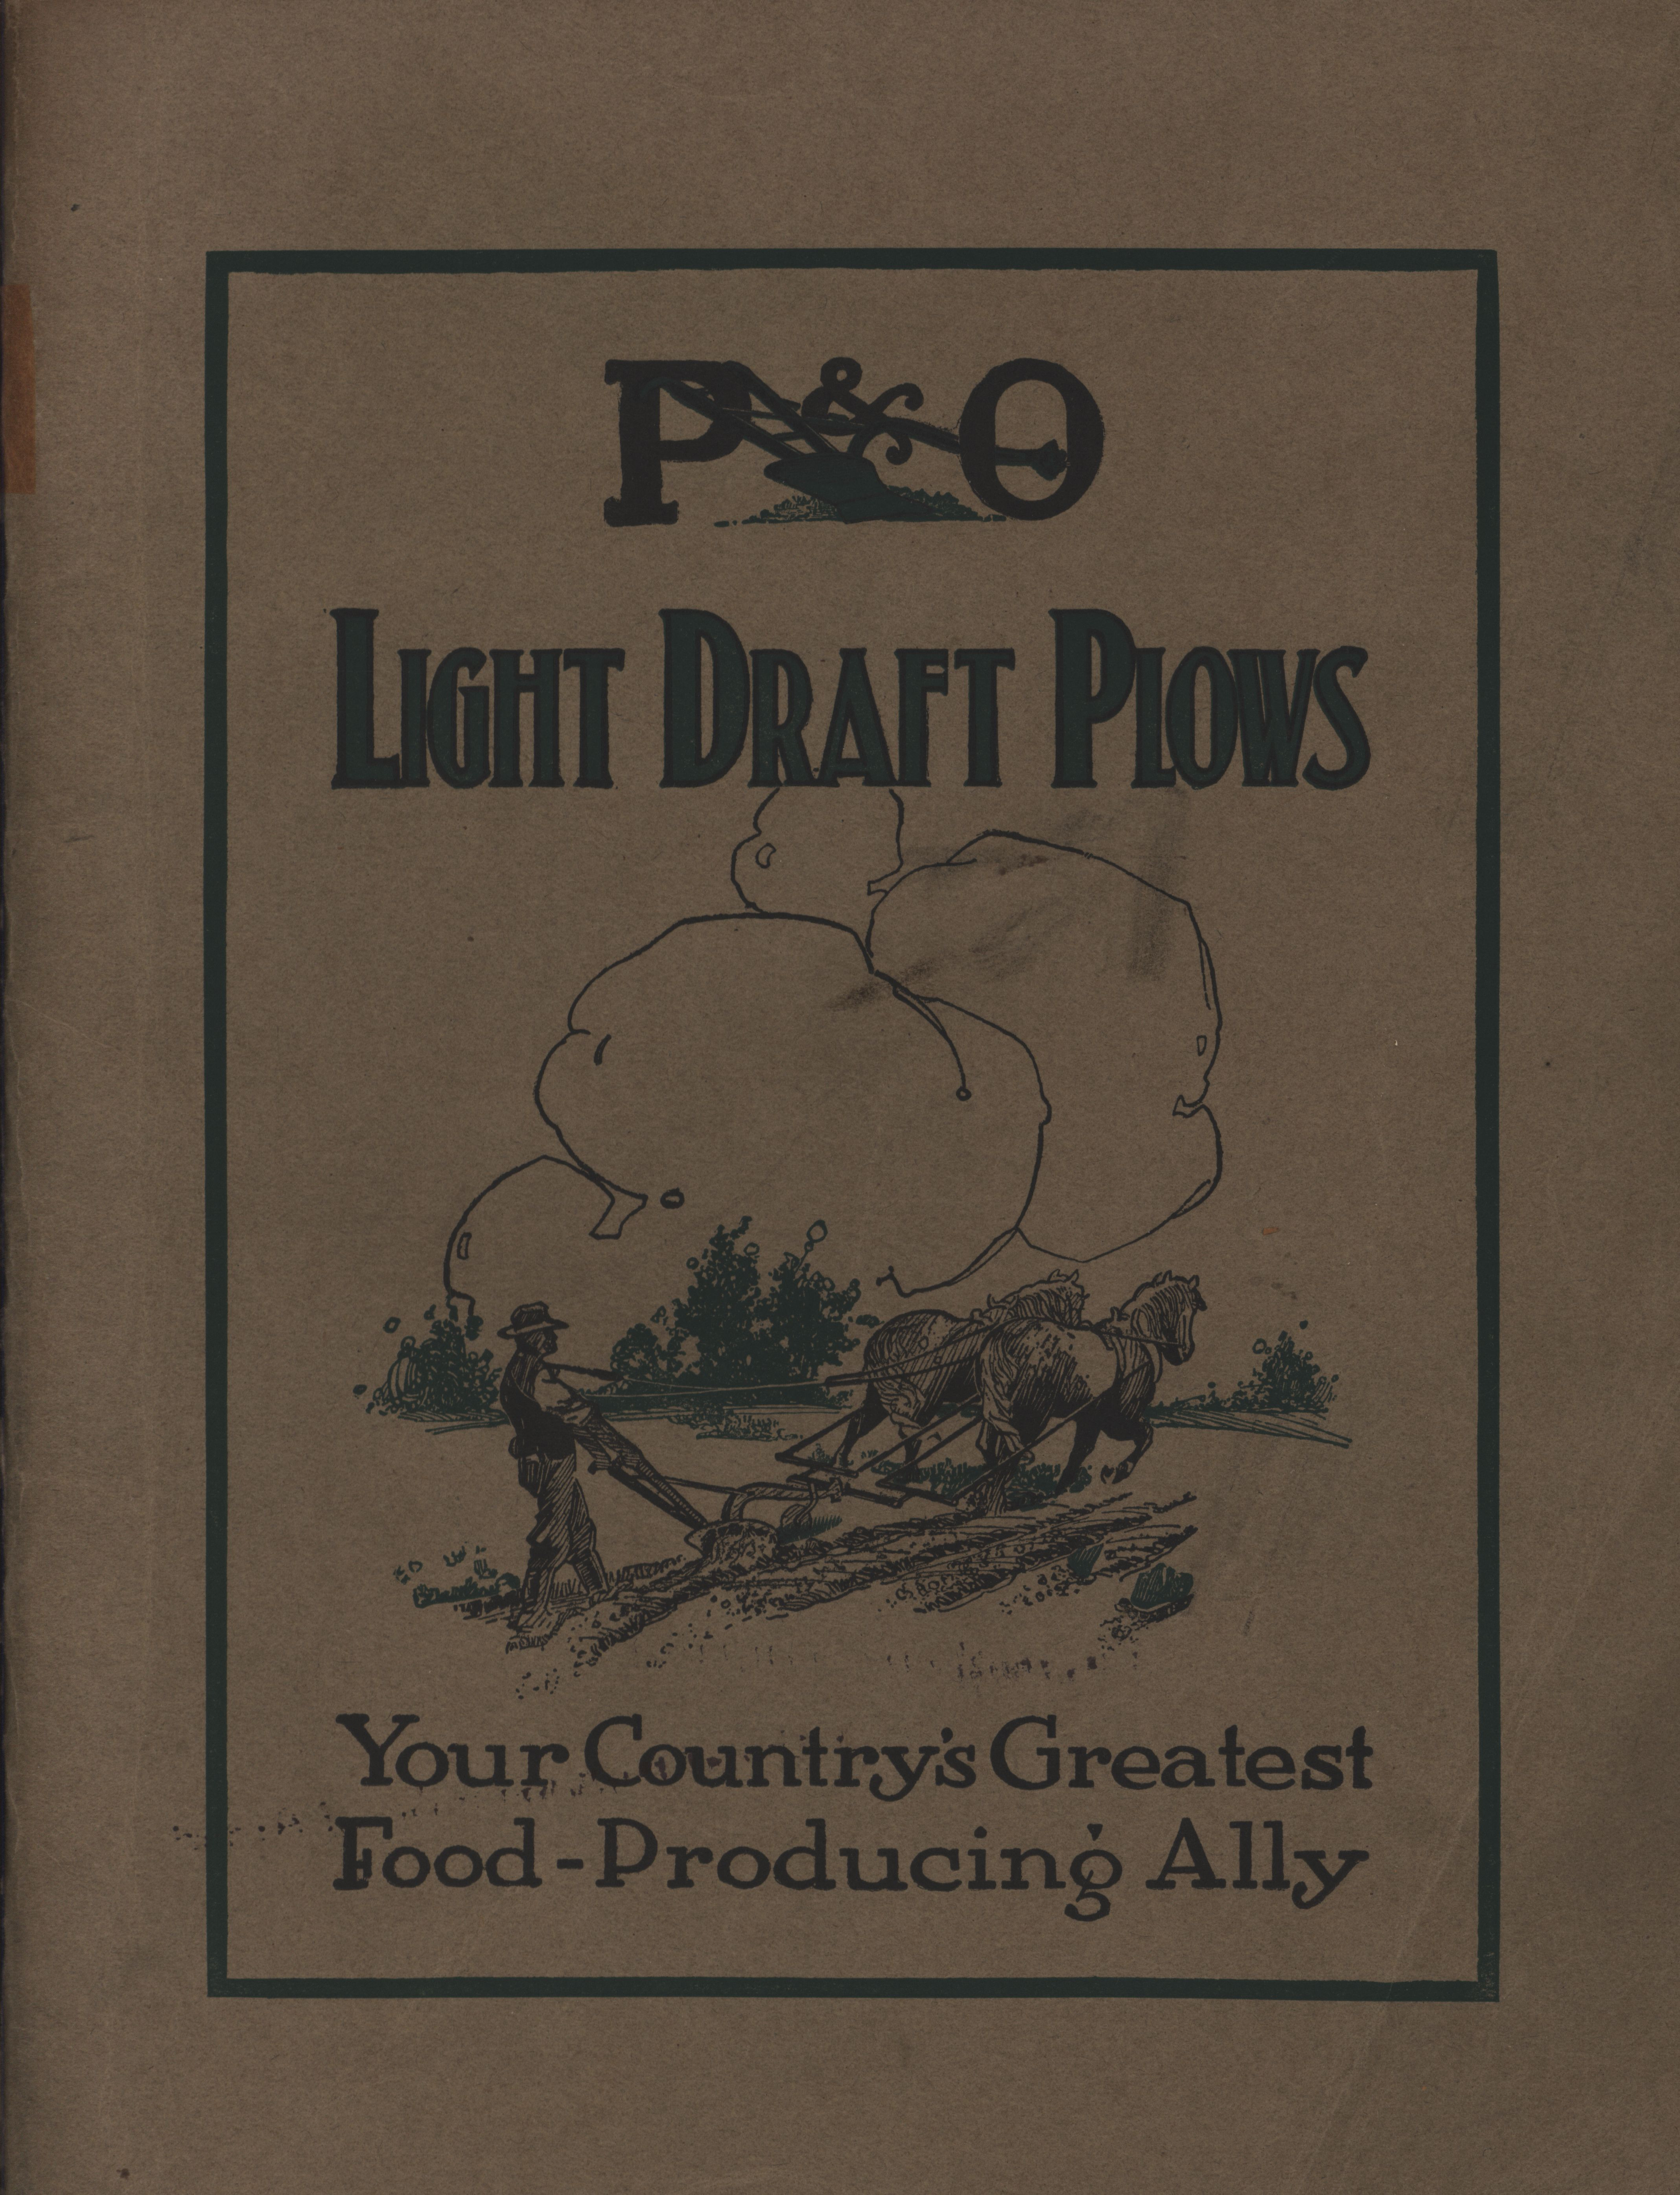 P&O
LIGHT DRAFT PLOWS
Your Country's Greatest
Food-Producing Ally